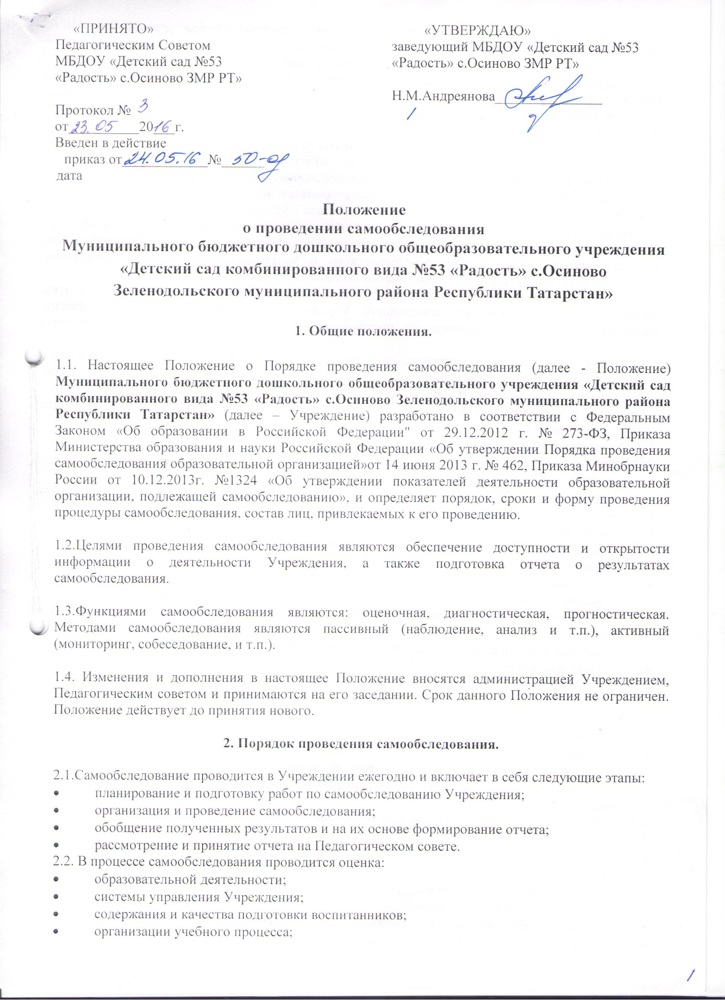 «ПРИНЯТО»
Педагогическим Советом
МБДОУ «Детский сад №53
«Радость» с.Осиново ЗМР РТ»
Протокол № 3
от 23.05 2016 г.
Введен в действие
приказ от 24.05.16 № 50-од
дата
«УТВЕРЖДАЮ»
заведующий МБДОУ «Детский сад №53
«Радость» с.Осиново ЗМР РТ»
Н.М.Андреянова
Положение
о проведении самообследования
Муниципального бюджетного дошкольного общеобразовательного учреждения
«Детский сад комбинированного вида №53 «Радость» с.Осиново
Зеленодольского муниципального района Республики Татарстан»
1. Общие положения.
1.1. Настоящее Положение о Порядке проведения самообследования (далее - Положение)
Муниципального бюджетного дошкольного общеобразовательного учреждения «Детский сад
комбинированного вида №53 «Радость» с.Осиново Зеленодольского муниципального района
Республики Татарстан» (далее – Учреждение) разработано в соответствии с Федеральным
Законом «Об образовании в Российской Федерации" от 29.12.2012 г. № 273-ФЗ, Приказа
Министерства образования и науки Российской Федерации «Об утверждении Порядка проведения
самообследования образовательной организацией»от 14 июня 2013 г. № 462, Приказа Минобрнауки
России от 10.12.2013г. №1324 «Об утверждении показателей деятельности образовательной
организации, подлежащей самообследованию», и определяет порядок, сроки и форму проведения
процедуры самообследования, состав лиц, привлекаемых к его проведению.
1.2.Целями проведения самообследования являются обеспечение доступности и открытости
информации о деятельности Учреждения, а также подготовка отчета о результатах
самообследования.
1.3.Функциями самообследования являются: оценочная, диагностическая, прогностическая.
Методами самообследования являются пассивный (наблюдение, анализ и т.п.), активный
(мониторинг, собеседование, и т.п.).
1.4. Изменения и дополнения в настоящее Положение вносятся администрацией Учреждением,
Педагогическим советом и принимаются на его заседании. Срок данного Положения не ограничен.
Положение действует до принятия нового.
2. Порядок проведения самообследования.
2.1.Самообследование проводится в Учреждении ежегодно и включает в себя следующие этапы:
• планирование и подготовку работ по самообследованию Учреждения;
• организация и проведение самообследования;
• обобщение полученных результатов и на их основе формирование отчета;
• рассмотрение и принятие отчета на Педагогическом совете.
2.2. В процессе самообследования проводится оценка:
• образовательной деятельности;
• системы управления Учреждения;
• содержания и качества подготовки воспитанников;
• организации учебного процесса;
1